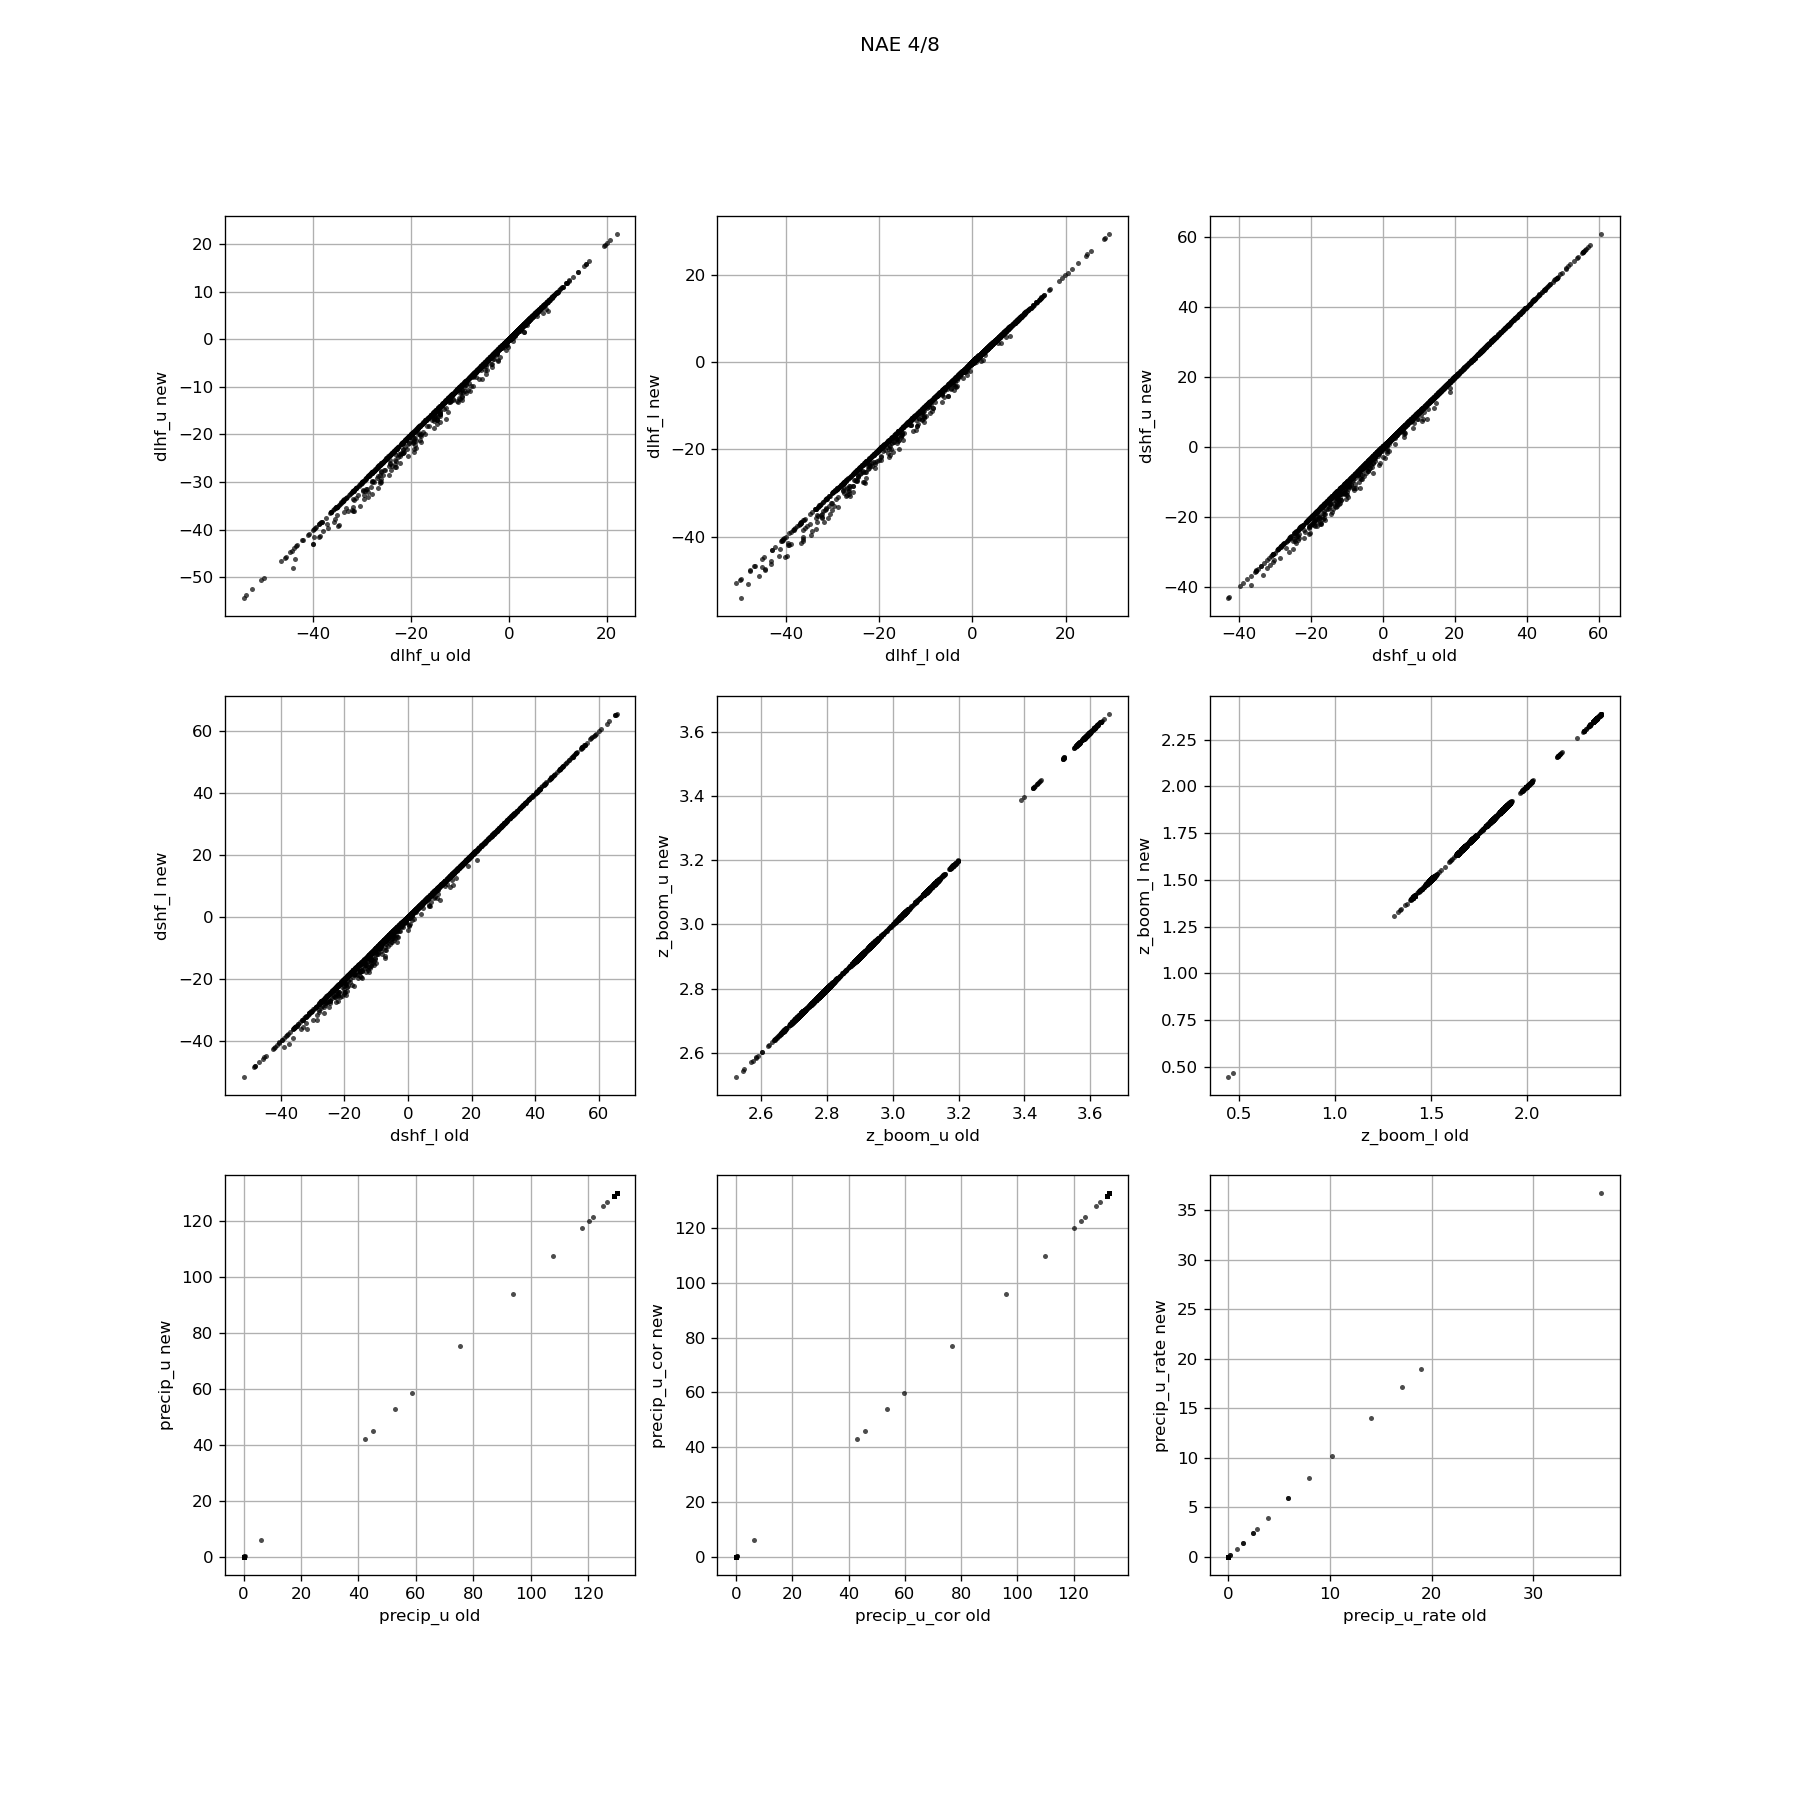 NAE 4/8
20
10
0
−10
−20
−30
−40
−50
dlhf_u new
−40 −20 0 20
dlhf_u old
20
0
−20
−40
dlhf_l new
−40 −20 0 20
dlhf_l old
60
40
20
0
−20
−40
dshf_u new
−40 −20 0 20 40 60
dshf_u old
60
40
20
0
−20
−40
dshf_l new
−40 −20 0 20 40 60
dshf_l old
3.6
3.4
3.2
3.0
2.8
2.6
z_boom_u new
2.6 2.8 3.0 3.2 3.4 3.6
z_boom_u old
2.25
2.00
1.75
1.50
1.25
1.00
0.75
0.50
z_boom_l new
0.5 1.0 1.5 2.0
z_boom_l old
120
100
80
60
40
20
0
precip_u new
0 20 40 60 80 100 120
precip_u old
120
100
80
60
40
20
0
precip_u_cor new
0 20 40 60 80 100 120
precip_u_cor old
35
30
25
20
15
10
5
0
precip_u_rate new
0 10 20 30
precip_u_rate old